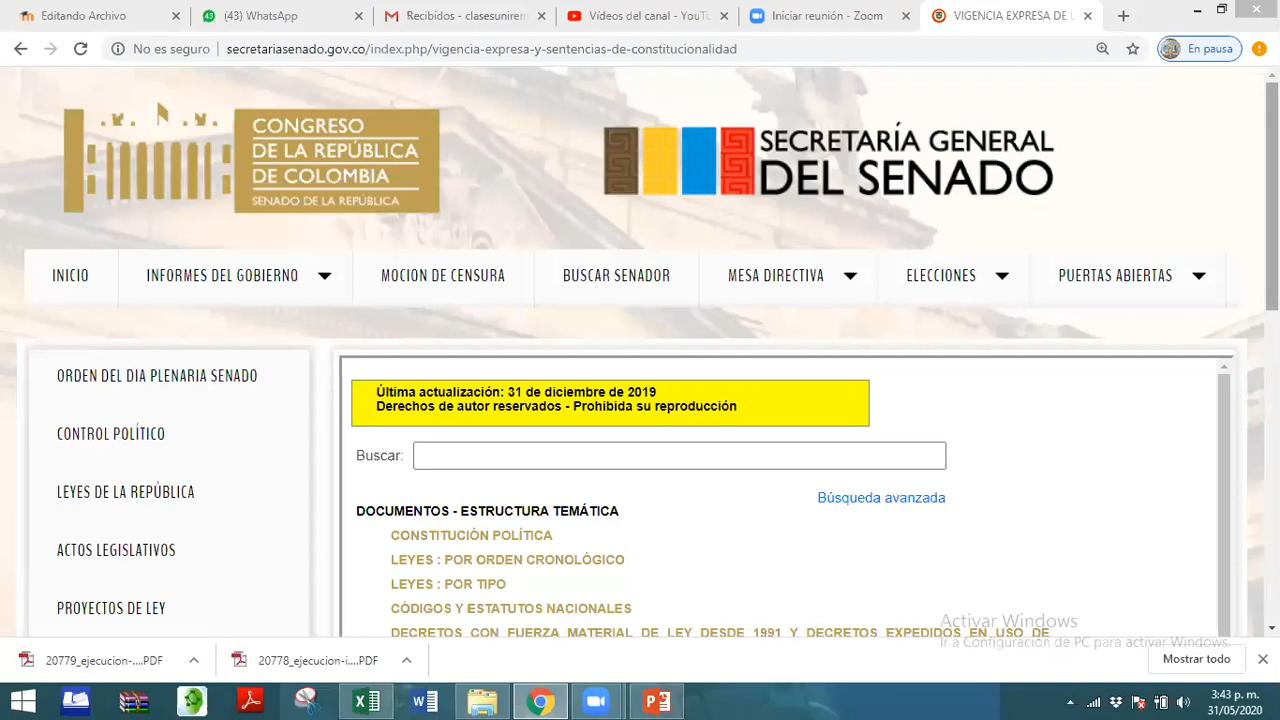 Editando Archivo
(43) WhatsApp
Recibidos - clasesunirem
Vídeos del canal - YouTu
Iniciar reunión - Zoom
VIGENCIA EXPRESA DE L
No es seguro
secretariasenado.gov.co/index.php/vigencia-expresa-y-sentencias-de-constitucionalidad
En pausa
CONGRESO
DE LA REPÚBLICA
DE COLOMBIA
SENADO DE LA REPÚBLICA
SECRETARÍA GENERAL
DEL SENADO
INICIO
INFORMES DEL GOBIERNO
MOCION DE CENSURA
BUSCAR SENADOR
MESA DIRECTIVA
ELECCIONES
PUERTAS ABIERTAS
ORDEN DEL DIA PLENARIA SENADO
CONTROL POLÍTICO
LEYES DE LA REPÚBLICA
ACTOS LEGISLATIVOS
PROYECTOS DE LEY
Última actualización: 31 de diciembre de 2019
Derechos de autor reservados - Prohibida su reproducción
Buscar:
Búsqueda avanzada
DOCUMENTOS - ESTRUCTURA TEMÁTICA
CONSTITUCIÓN POLÍTICA
LEYES : POR ORDEN CRONOLÓGICO
LEYES : POR TIPO
CÓDIGOS Y ESTATUTOS NACIONALES
DECRETOS CON FUERZA MATERIAL DE LEY DESDE 1991 Y DECRETOS EXPEDIDOS EN USO DE
Activar Windows
Ir a Configuración de PC para activar Windows.
20779_ejecucion-....PDF
20778_ejecucion-i....PDF
Mostrar todo
3:43 p. m.
31/05/2020